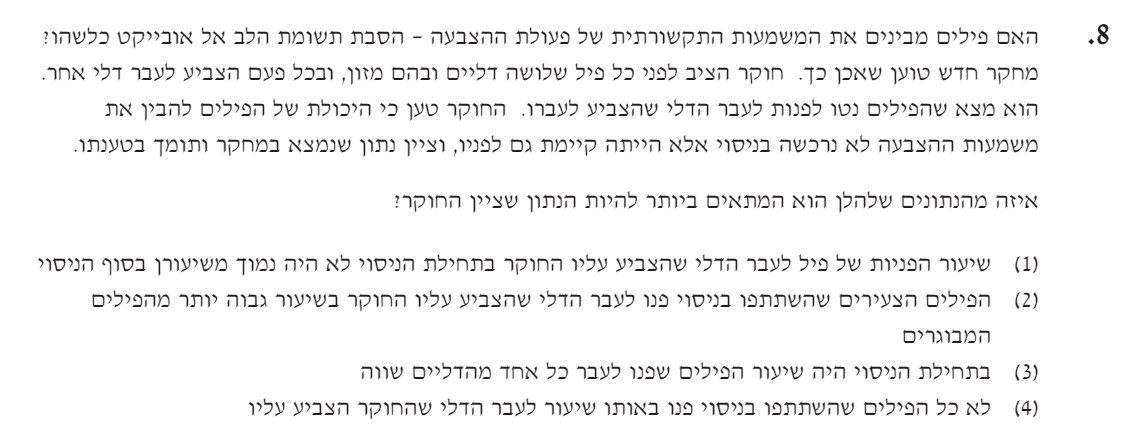 8. האם פילים מבינים את המשמעות התקשורתית של פעולת ההצבעה – הסבת תשומת הלב אל אובייקט כלשהו?
מחקר חדש טוען שאכן כך. חוקר הציב לפני כל פיל שלושה דליים ובהם מזון, ובכל פעם הצביע לעבר דלי אחר.
הוא מצא שהפילים נטו לפנות לעבר הדלי שהצביע לעברו. החוקר טען כי היכולת של הפילים להבין את
משמעות ההצבעה לא נרכשה בניסוי אלא הייתה קיימת גם לפניו, וציין נתון שנמצא במחקר ותומך בטענתו.
איזה מהנתונים שלהלן הוא המתאים ביותר להיות הנתון שציין החוקר?
(1) שיעור הפניות של פיל לעבר הדלי שהצביע עליו החוקר בתחילת הניסוי לא היה נמוך משיעורן בסוף הניסוי
(2) הפילים הצעירים שהשתתפו בניסוי פנו לעבר הדלי שהצביע עליו החוקר בשיעור גבוה יותר מהפילים
המבוגרים
(3) בתחילת הניסוי היה שיעור הפילים שפנו לעבר כל אחד מהדליים שווה
(4) לא כל הפילים שהשתתפו בניסוי פנו באותו שיעור לעבר הדלי שהחוקר הצביע עליו